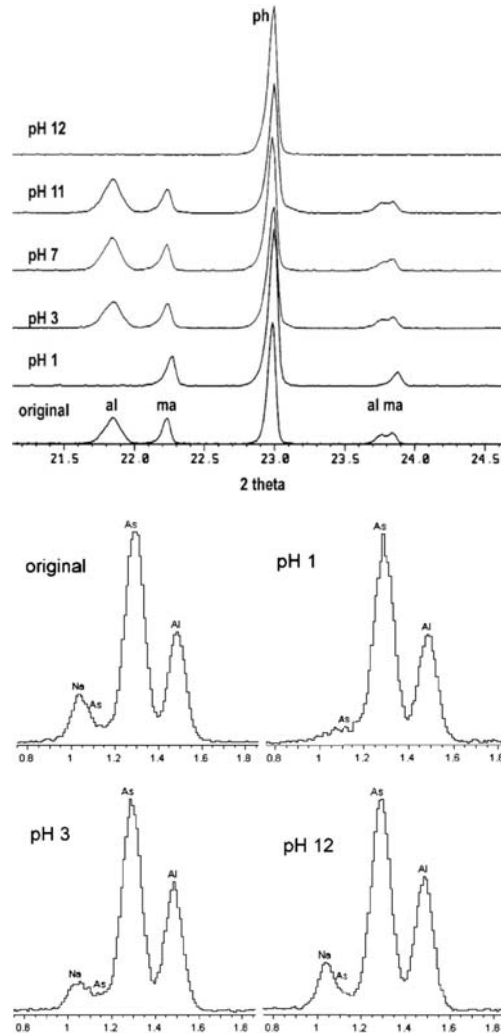 ph
pH 12
pH 11
pH 7
pH 3
pH 1
original al ma al ma
21.5 22.0 22.5 23.0 23.5 24.0 24.5
2 theta
original
As
Na
As
Al
0.8 1 1.2 1.4 1.6 1.8
pH 1
As
As
Al
0.8 1 1.2 1.4 1.6 1.8
pH 3
As
Na
As
Al
0.8 1 1.2 1.4 1.6 1.8
pH 12
As
Na
As
Al
0.8 1 1.2 1.4 1.6 1.8